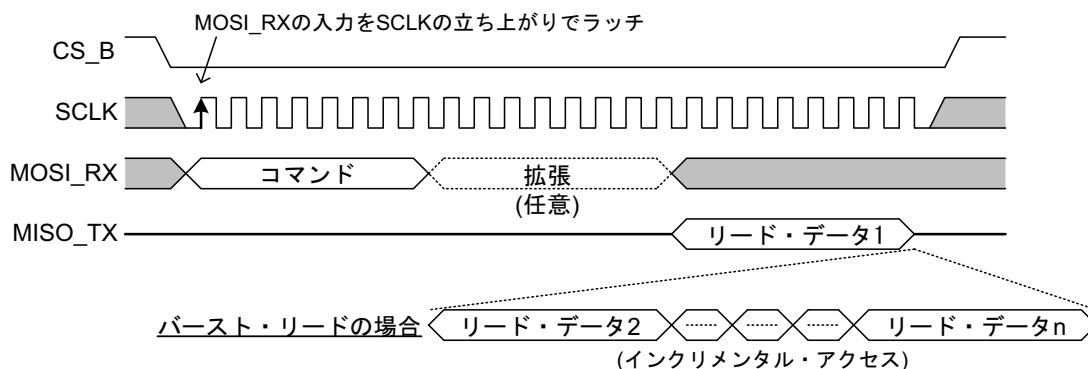 MOSI_RXの入力をSCLKの立ち上がりでラッチ
CS_B
SCLK
MOSI_RX
コマンド
拡張
(任意)
MISO_TX
リード・データ1
バースト・リードの場合
リード・データ2
リード・データn
(インクリメンタル・アクセス)